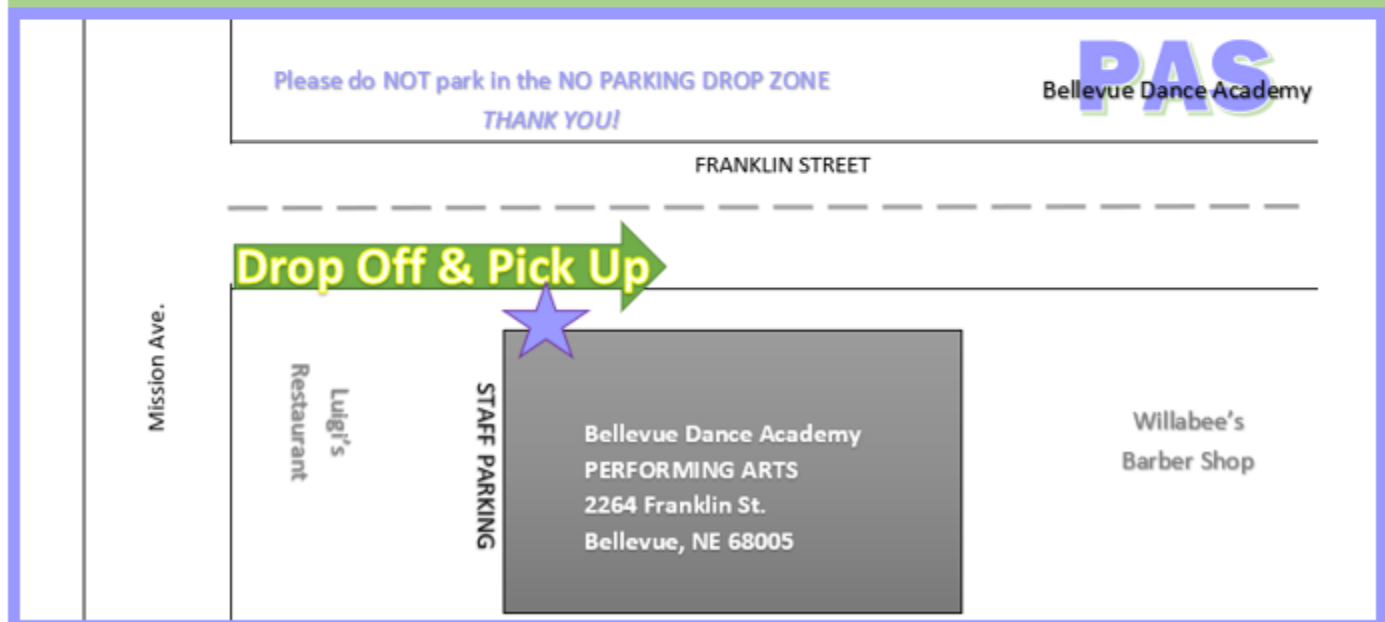 Please do NOT park in the NO PARKING DROP ZONE
THANK YOU!
PAS
Bellevue Dance Academy
FRANKLIN STREET
Drop Off & Pick Up
Mission Ave.
Luigi's
Restaurant
STAFF PARKING
Bellevue Dance Academy
PERFORMING ARTS
2264 Franklin St.
Bellevue, NE 68005
Willabee's
Barber Shop